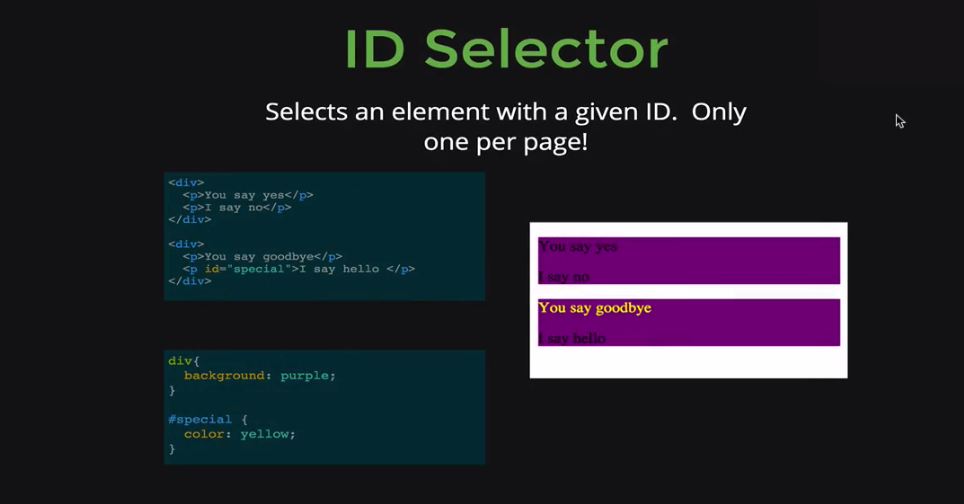 ID Selector
Selects an element with a given ID.  Only
one per page!
<div>
  <p>You say yes</p>
  <p>I say no</p>
</div>

<div>
  <p>You say goodbye</p>
  <p id="special">I say hello </p>
</div>
You say yes
I say no
You say goodbye
I say hello
div{
  background: purple;
}

#special {
  color: yellow;
}